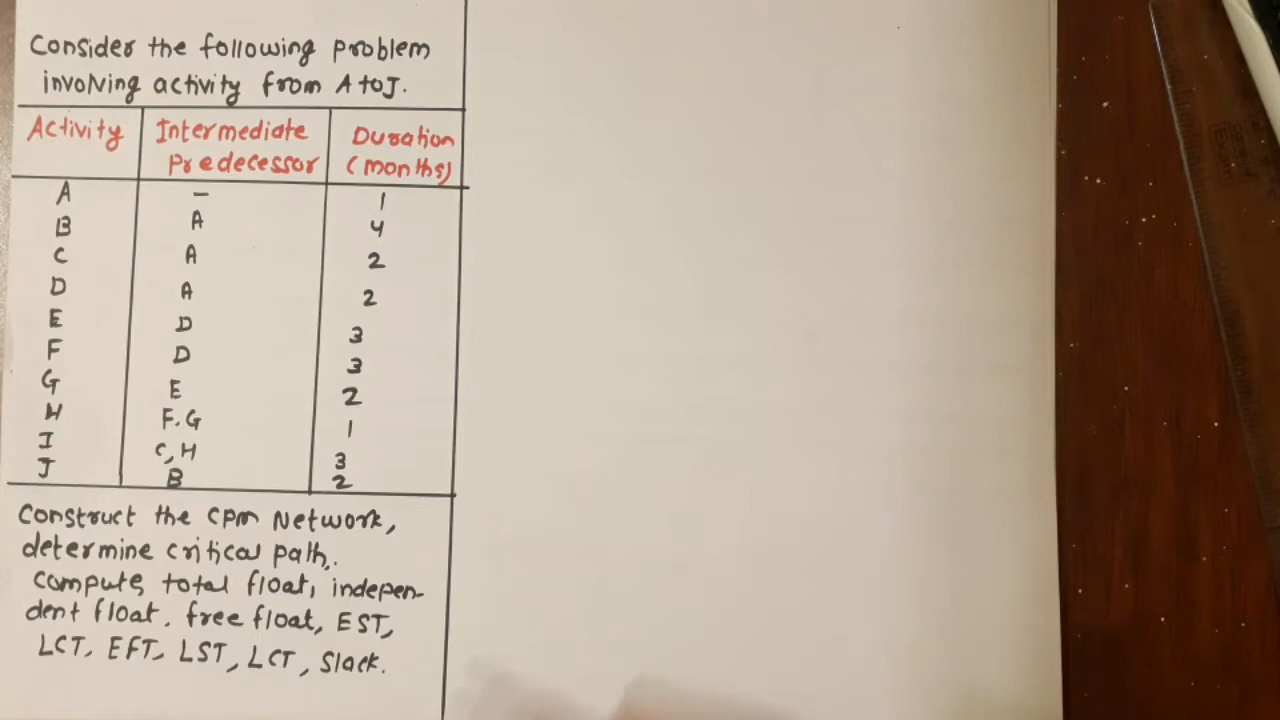 Consider the following problem
involving activity from A to J.
Activity Intermediate Predecessor Duration (months)
A - 1
B A 4
C A 2
D A 2
E D 3
F D 3
G E 2
H F,G 1
I C,H 3
J B 2
Construct the CPM Network,
determine critical path,.
Compute total float, indepen-
dent float, free float, EST,
LCT, EFT, LST, LCT, Slack.